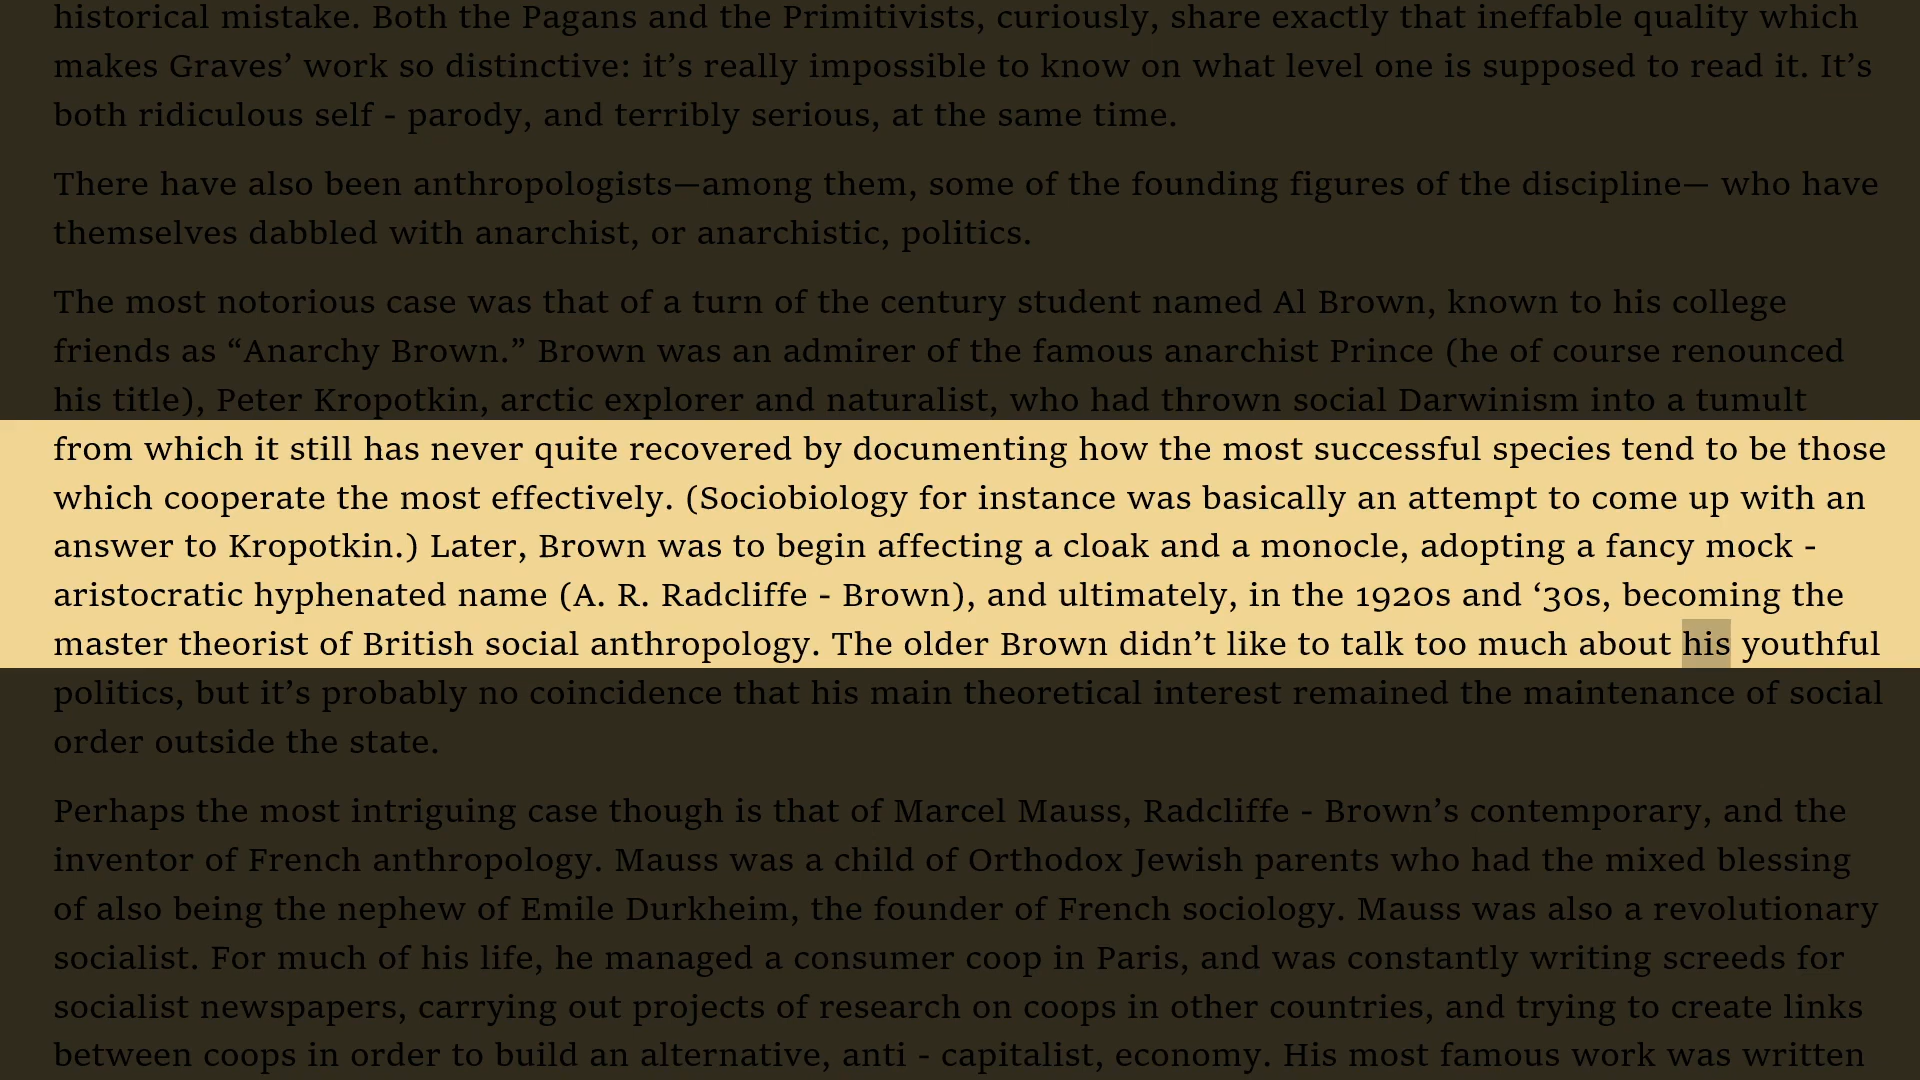 historical mistake. Both the Pagans and the Primitivists, curiously, share exactly that ineffable quality which
makes Graves’ work so distinctive: it’s really impossible to know on what level one is supposed to read it. It’s
both ridiculous self - parody, and terribly serious, at the same time.
There have also been anthropologists—among them, some of the founding figures of the discipline— who have
themselves dabbled with anarchist, or anarchistic, politics.
The most notorious case was that of a turn of the century student named Al Brown, known to his college
friends as “Anarchy Brown.” Brown was an admirer of the famous anarchist Prince (he of course renounced
his title), Peter Kropotkin, arctic explorer and naturalist, who had thrown social Darwinism into a tumult
from which it still has never quite recovered by documenting how the most successful species tend to be those
which cooperate the most effectively. (Sociobiology for instance was basically an attempt to come up with an
answer to Kropotkin.) Later, Brown was to begin affecting a cloak and a monocle, adopting a fancy mock -
aristocratic hyphenated name (A. R. Radcliffe - Brown), and ultimately, in the 1920s and ‘30s, becoming the
master theorist of British social anthropology. The older Brown didn’t like to talk too much about his youthful
politics, but it’s probably no coincidence that his main theoretical interest remained the maintenance of social
order outside the state.
Perhaps the most intriguing case though is that of Marcel Mauss, Radcliffe - Brown’s contemporary, and the
inventor of French anthropology. Mauss was a child of Orthodox Jewish parents who had the mixed blessing
of also being the nephew of Emile Durkheim, the founder of French sociology. Mauss was also a revolutionary
socialist. For much of his life, he managed a consumer coop in Paris, and was constantly writing screeds for
socialist newspapers, carrying out projects of research on coops in other countries, and trying to create links
between coops in order to build an alternative, anti - capitalist, economy. His most famous work was written